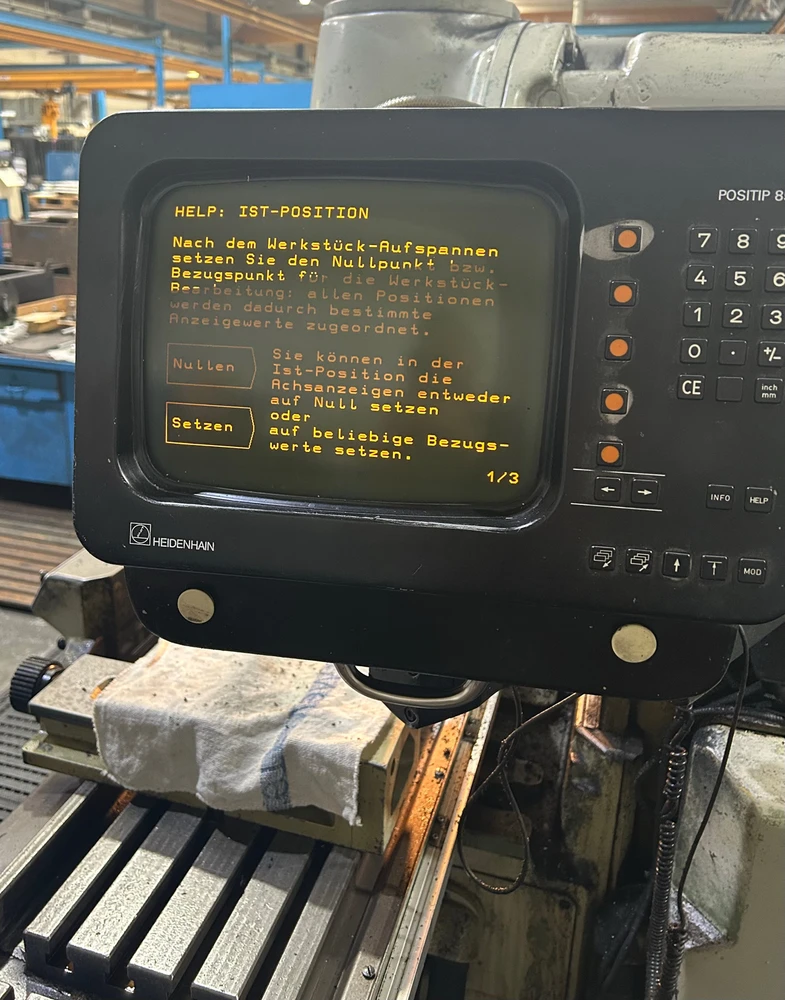 POSITIP 8
HELP: IST-POSITION
Nach dem Werkstück-Aufspannen
setzen Sie den Nullpunkt bzw.
Bezugspunkt für die Werkstück-
Bearbeitung: allen Positionen
werden dadurch bestimmte
Anzeigewerte zugeordnet.
Nullen
Sie können in der
Ist-Position die
Achsanzeigen entweder
auf Null setzen
oder
Setzen
auf beliebige Bezugs-
werte setzen.
1/3
7 8 9
4 5 6
1 2 3
0 . +/-
CE inch
mm
INFO HELP
MOD
HEIDENHAIN